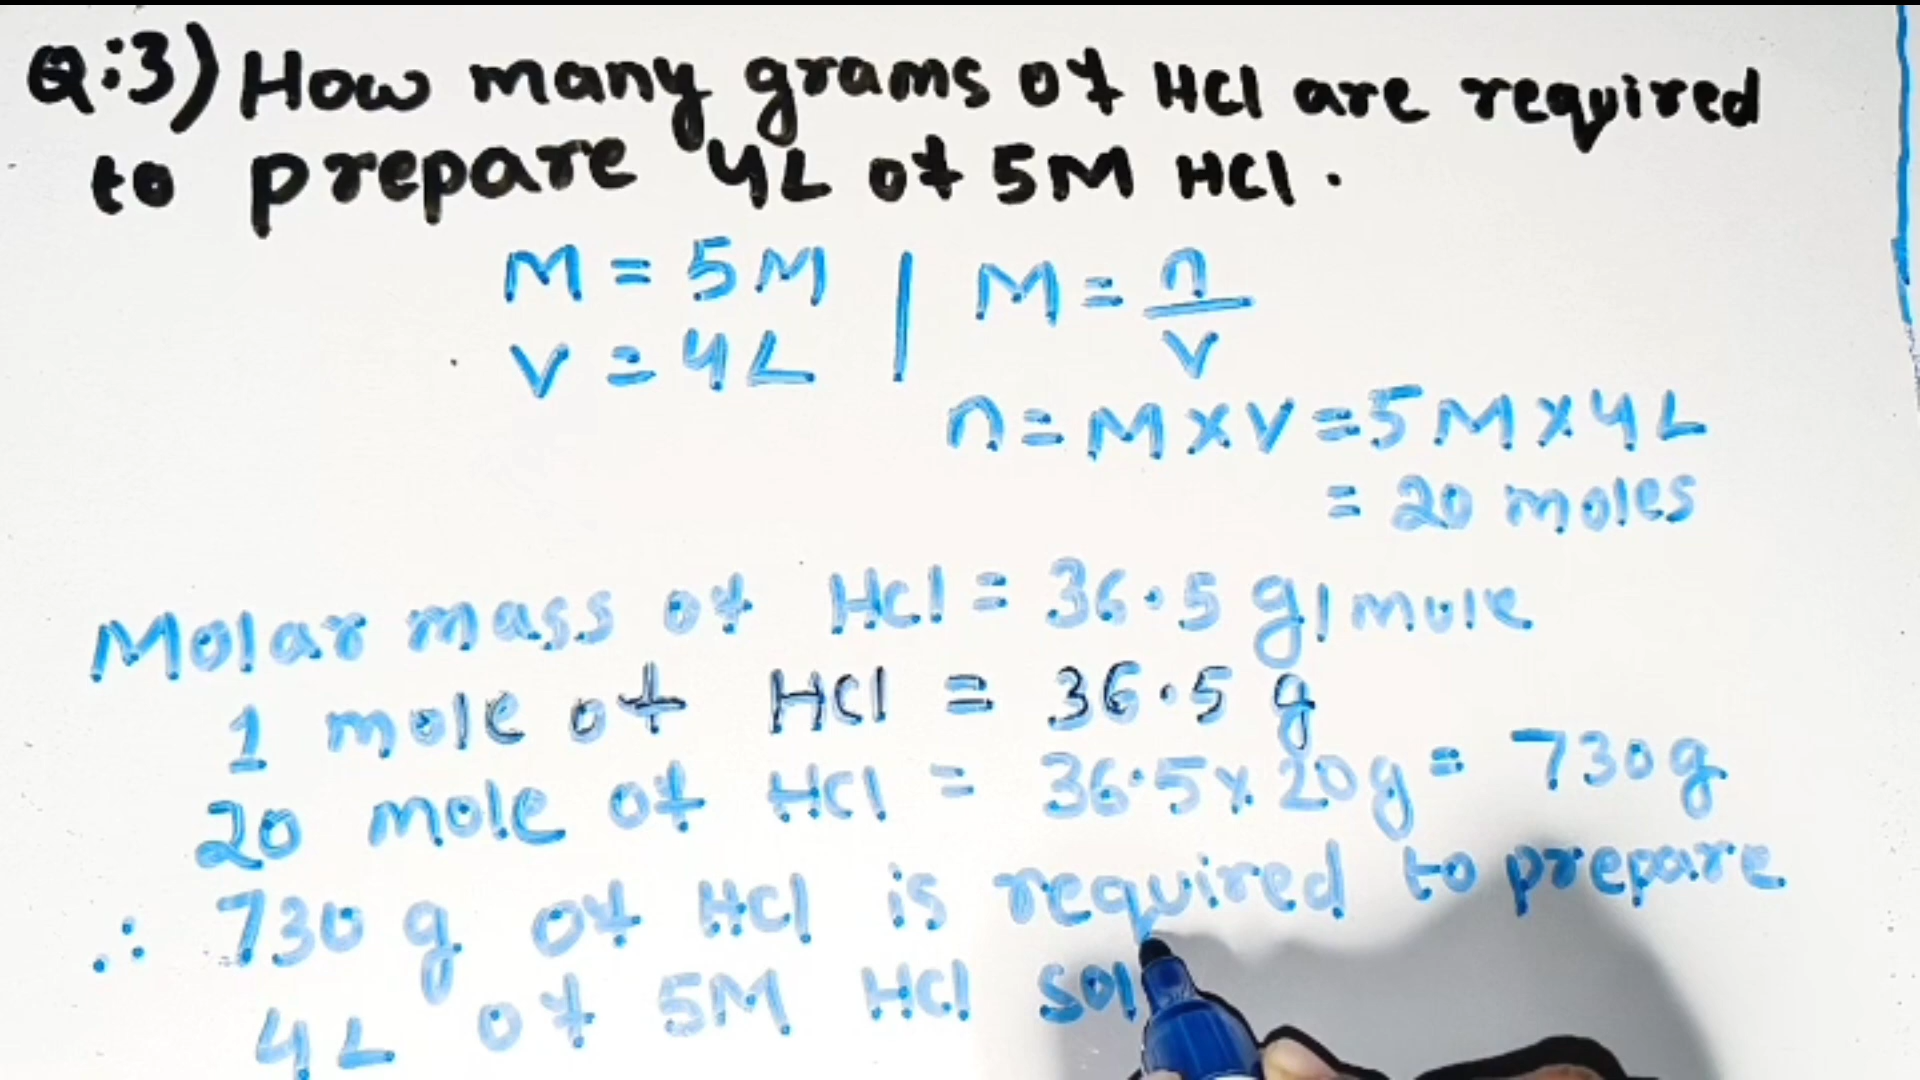 Q:3) How many grams of HCl are required
to prepare 4L of 5M HCl.
M = 5M | M = n/V
V = 4L
n = M×V = 5M×4L
= 20 moles
Molar mass of HCl = 36.5 g/mole
1 mole of HCl = 36.5 g
20 mole of HCl = 36.5×20g = 730g
∴ 730 g of HCl is required to prepare
4L of 5M HCl sol